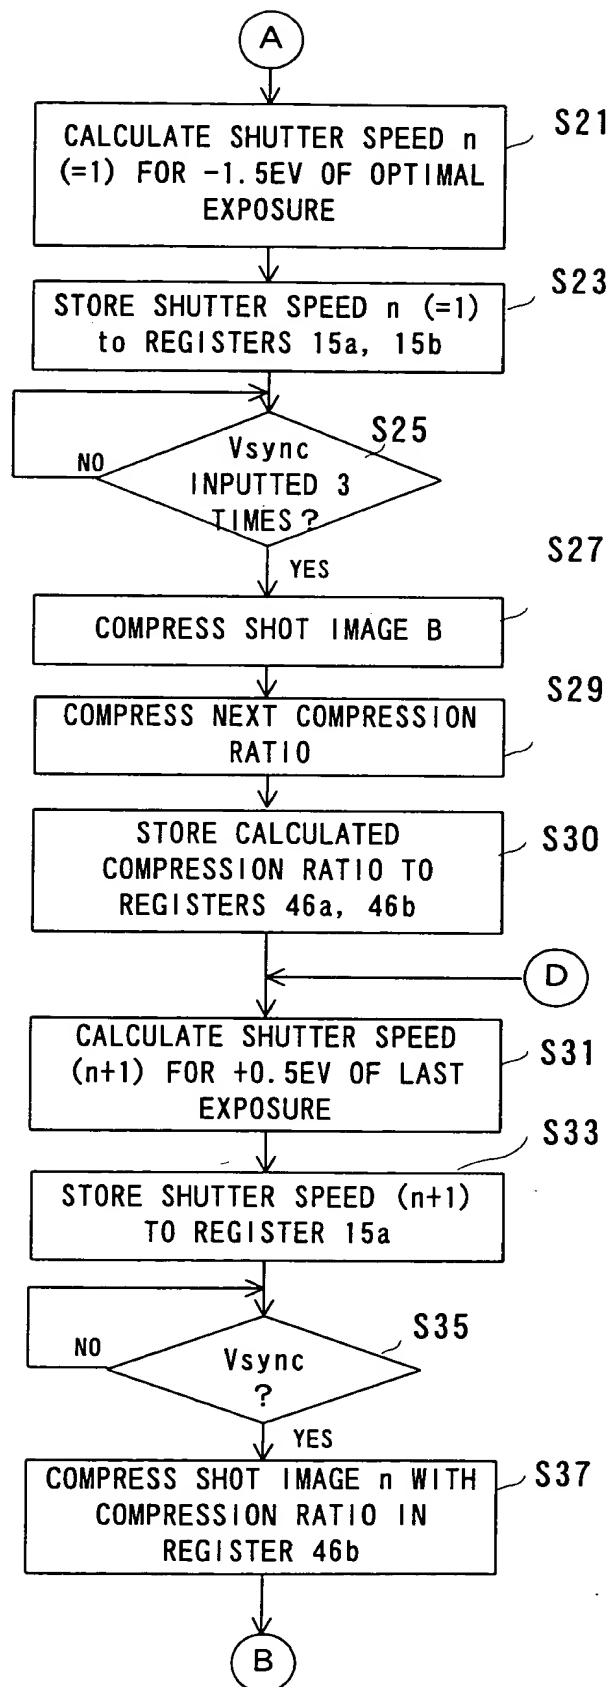 A
S21
CALCULATE SHUTTER SPEED n
(=1) FOR -1.5EV OF OPTIMAL
EXPOSURE
S23
STORE SHUTTER SPEED n (=1)
to REGISTERS 15a, 15b
S25
Vsync
INPUTTED 3
TIMES?
NO
YES
S27
COMPRESS SHOT IMAGE B
S29
COMPRESS NEXT COMPRESSION
RATIO
S30
STORE CALCULATED
COMPRESSION RATIO TO
REGISTERS 46a, 46b
D
S31
CALCULATE SHUTTER SPEED
(n+1) FOR +0.5EV OF LAST
EXPOSURE
S33
STORE SHUTTER SPEED (n+1)
TO REGISTER 15a
S35
Vsync
?
NO
YES
S37
COMPRESS SHOT IMAGE n WITH
COMPRESSION RATIO IN
REGISTER 46b
B